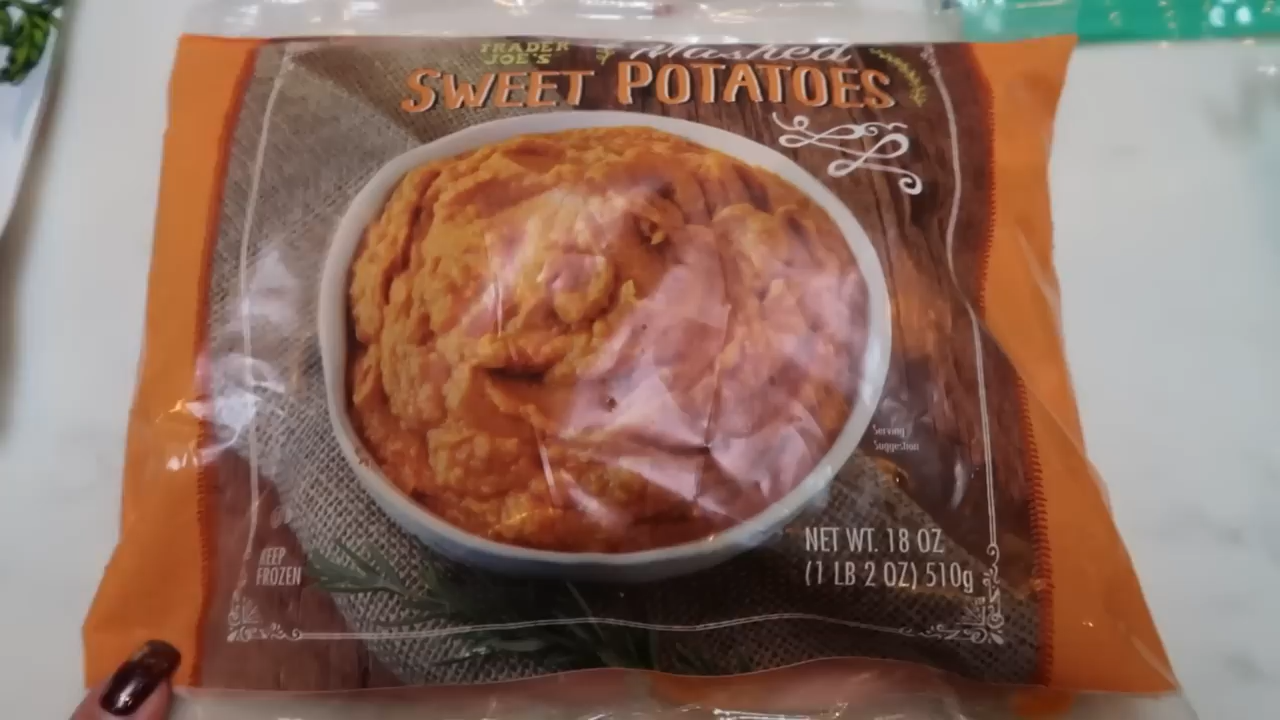 TRADER
JOE'S
Mashed
SWEET POTATOES
Serving
Suggestion
KEEP
FROZEN
NET WT. 18 OZ
(1 LB 2 OZ) 510g